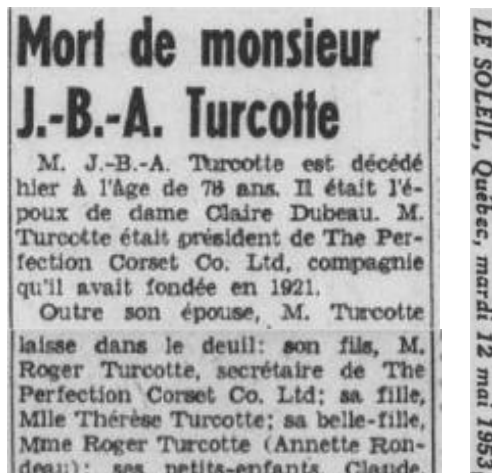 Mort de monsieur
J.-B.-A. Turcotte
M. J.-B.-A. Turcotte est décédé
hier à l'âge de 78 ans. Il était l'é-
poux de dame Claire Dubeau. M.
Turcotte était président de The Per-
fection Corset Co. Ltd, compagnie
qu'il avait fondée en 1921.
Outre son épouse, M. Turcotte
laisse dans le deuil: son fils, M.
Roger Turcotte, secrétaire de The
Perfection Corset Co. Ltd; sa fille,
Mlle Thérèse Turcotte; sa belle-fille,
Mme Roger Turcotte (Annette Ron-
deau); ses petits-enfants, Claude,
LE SOLEIL, Québec, mardi 12 mai 1953